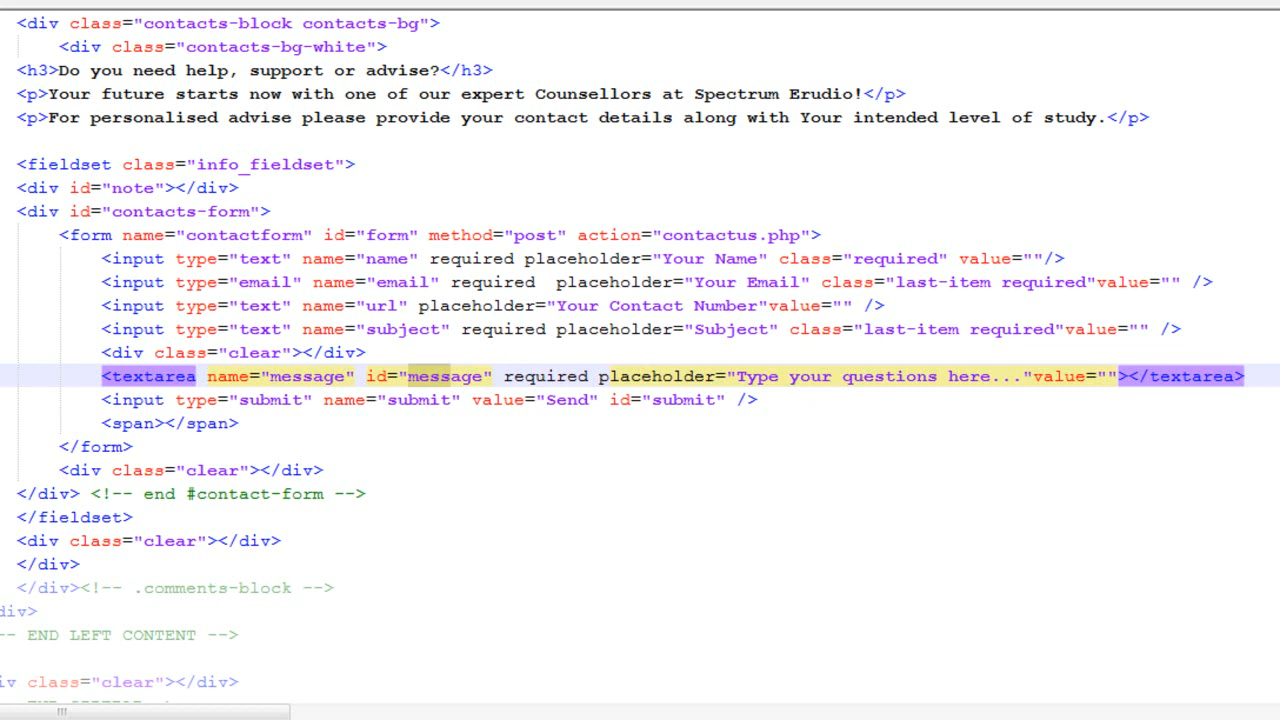 <div class="contacts-block contacts-bg">
<div class="contacts-bg-white">
<h3>Do you need help, support or advise?</h3>
<p>Your future starts now with one of our expert Counsellors at Spectrum Erudio!</p>
<p>For personalised advise please provide your contact details along with Your intended level of study.</p>
<fieldset class="info_fieldset">
<div id="note"></div>
<div id="contacts-form">
<form name="contactform" id="form" method="post" action="contactus.php">
<input type="text" name="name" required placeholder="Your Name" class="required" value=""/>
<input type="email" name="email" required  placeholder="Your Email" class="last-item required"value="" />
<input type="text" name="url" placeholder="Your Contact Number"value="" />
<input type="text" name="subject" required placeholder="Subject" class="last-item required"value="" />
<div class="clear"></div>
<textarea name="message" id="message" required placeholder="Type your questions here..."value=""></textarea>
<input type="submit" name="submit" value="Send" id="submit" />
<span></span>
</form>
<div class="clear"></div>
</div> <!-- end #contact-form -->
</fieldset>
<div class="clear"></div>
</div>
</div><!-- .comments-block -->
div>
-- END LEFT CONTENT -->
iv class="clear"></div>